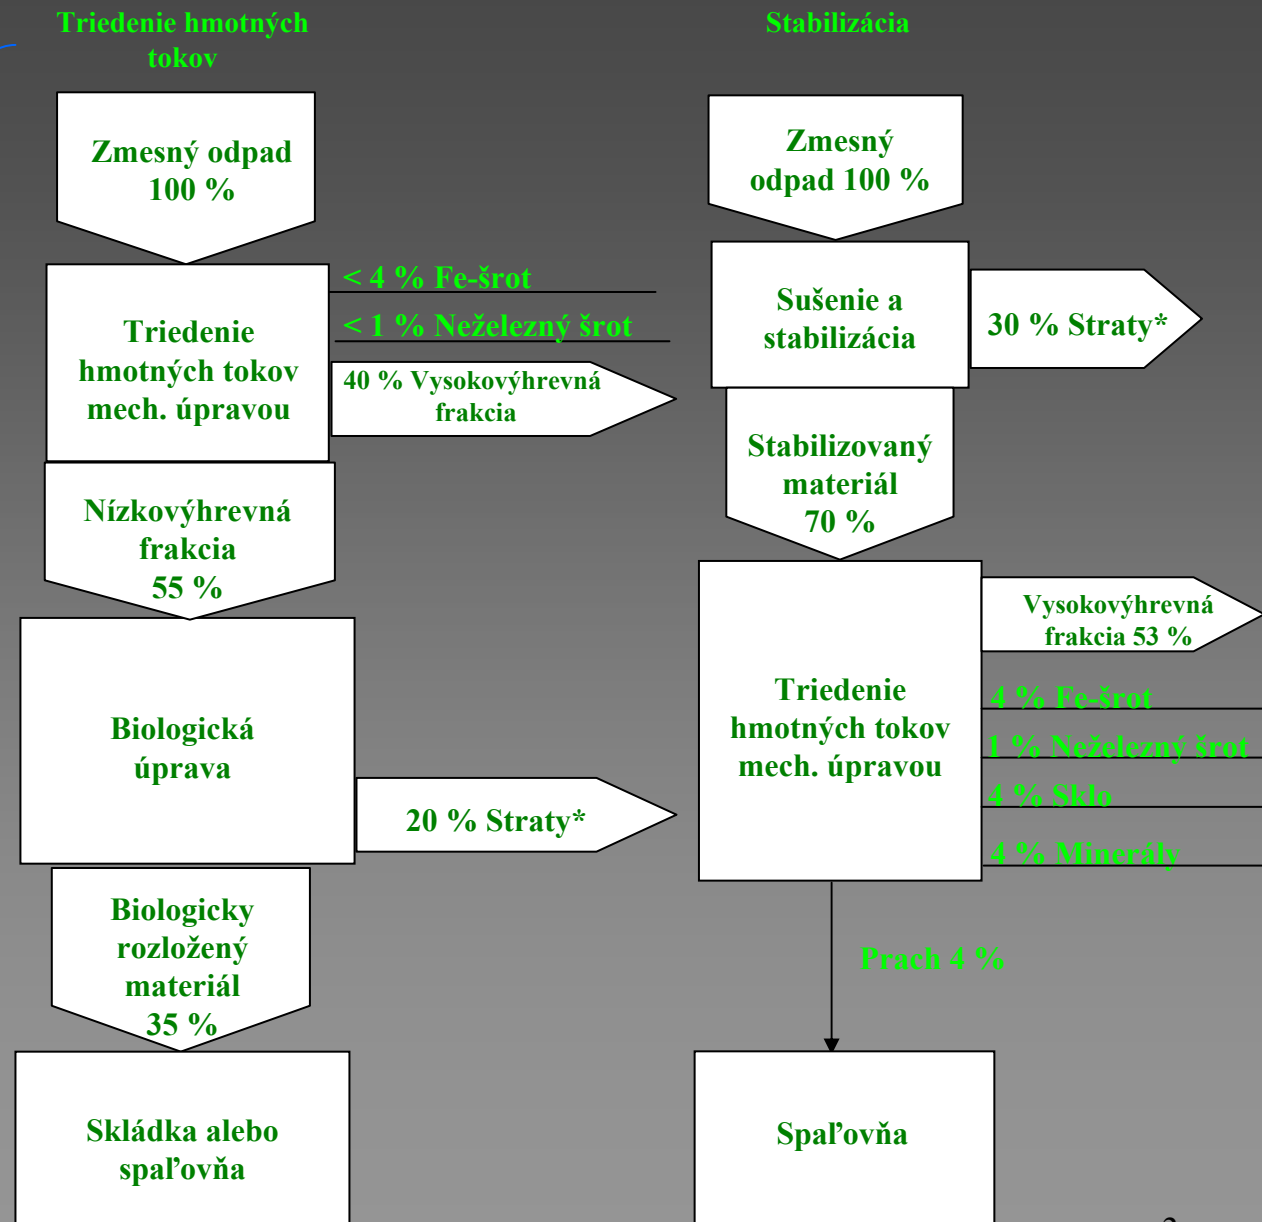 Triedenie hmotných
tokov
Zmesný odpad
100 %
Triedenie
hmotných tokov
mech. úpravou
< 4 % Fe-šrot
< 1 % Neželezný šrot
40 % Vysokovýhrevná
frakcia
Nízkovýhrevná
frakcia
55 %
Biologická
úprava
20 % Straty*
Biologicky
rozložený
materiál
35 %
Skládka alebo
spaľovňa
Stabilizácia
Zmesný
odpad 100 %
Sušenie a
stabilizácia
30 % Straty*
Stabilizovaný
materiál
70 %
Triedenie
hmotných tokov
mech. úpravou
Vysokovýhrevná
frakcia 53 %
4 % Fe-šrot
1 % Neželezný šrot
4 % Sklo
4 % Minerály
Prach 4 %
Spaľovňa